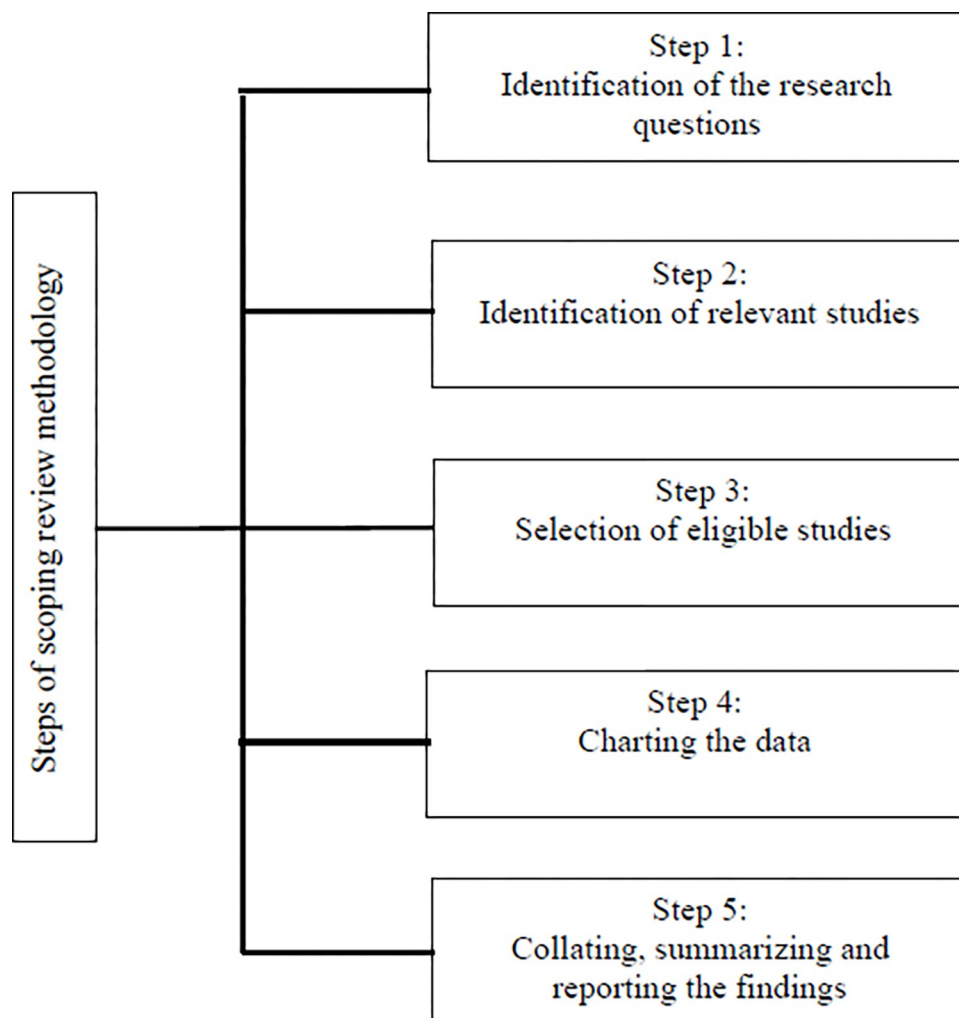 Steps of scoping review methodology
Step 1:
Identification of the research
questions
Step 2:
Identification of relevant studies
Step 3:
Selection of eligible studies
Step 4:
Charting the data
Step 5:
Collating, summarizing and
reporting the findings